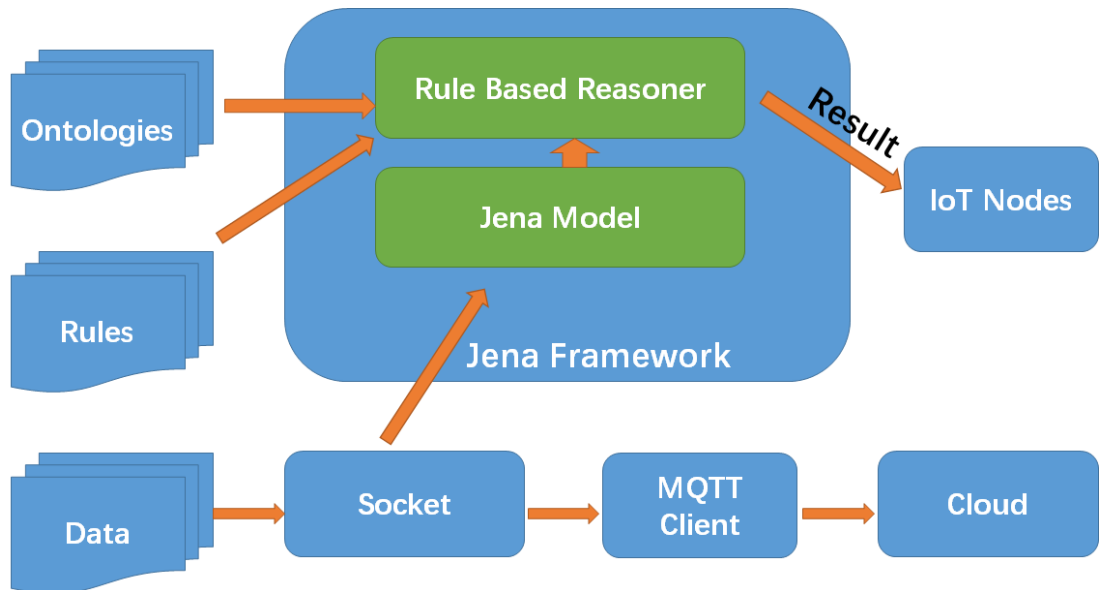 Ontologies
Rule Based Reasoner
Result
Jena Model
IoT Nodes
Rules
Jena Framework
Data
Socket
MQTT
Client
Cloud